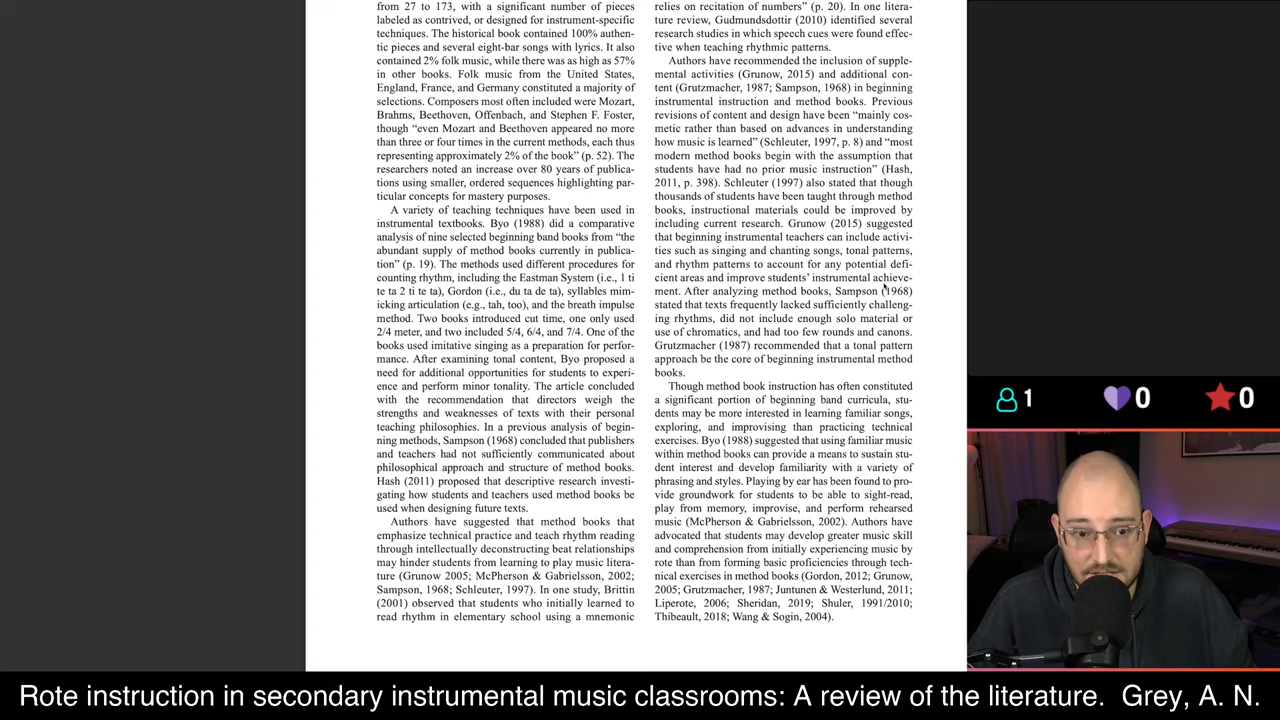 from 27 to 173, with a significant number of pieces
labeled as contrived, or designed for instrument-specific
techniques. The historical book contained 100% authen-
tic pieces and several eight-bar songs with lyrics. It also
contained 2% folk music, while there was as high as 57%
in other books. Folk music from the United States,
England, France, and Germany constituted a majority of
selections. Composers most often included were Mozart,
Brahms, Beethoven, Offenbach, and Stephen F. Foster,
though “even Mozart and Beethoven appeared no more
than three or four times in the current methods, each thus
representing approximately 2% of the book” (p. 52). The
researchers noted an increase over 80 years of publica-
tions using smaller, ordered sequences highlighting par-
ticular concepts for mastery purposes.
A variety of teaching techniques have been used in
instrumental textbooks. Byo (1988) did a comparative
analysis of nine selected beginning band books from “the
abundant supply of method books currently in publica-
tion” (p. 19). The methods used different procedures for
counting rhythm, including the Eastman System (i.e., 1 ti
te ta 2 ti te ta), Gordon (i.e., du ta de ta), syllables mim-
icking articulation (e.g., tah, too), and the breath impulse
method. Two books introduced cut time, one only used
2/4 meter, and two included 5/4, 6/4, and 7/4. One of the
books used imitative singing as a preparation for perfor-
mance. After examining tonal content, Byo proposed a
need for additional opportunities for students to experi-
ence and perform minor tonality. The article concluded
with the recommendation that directors weigh the
strengths and weaknesses of texts with their personal
teaching philosophies. In a previous analysis of begin-
ning methods, Sampson (1968) concluded that publishers
and teachers had not sufficiently communicated about
philosophical approach and structure of method books.
Hash (2011) proposed that descriptive research investi-
gating how students and teachers used method books be
used when designing future texts.
Authors have suggested that method books that
emphasize technical practice and teach rhythm reading
through intellectually deconstructing beat relationships
may hinder students from learning to play music litera-
ture (Grunow 2005; McPherson & Gabrielsson, 2002;
Sampson, 1968; Schleuter, 1997). In one study, Brittin
(2001) observed that students who initially learned to
read rhythm in elementary school using a mnemonic
relies on recitation of numbers” (p. 20). In one litera-
ture review, Gudmundsdottir (2010) identified several
research studies in which speech cues were found effec-
tive when teaching rhythmic patterns.
Authors have recommended the inclusion of supple-
mental activities (Grunow, 2015) and additional con-
tent (Grutzmacher, 1987; Sampson, 1968) in beginning
instrumental instruction and method books. Previous
revisions of content and design have been “mainly cos-
metic rather than based on advances in understanding
how music is learned” (Schleuter, 1997, p. 8) and “most
modern method books begin with the assumption that
students have had no prior music instruction” (Hash,
2011, p. 398). Schleuter (1997) also stated that though
thousands of students have been taught through method
books, instructional materials could be improved by
including current research. Grunow (2015) suggested
that beginning instrumental teachers can include activi-
ties such as singing and chanting songs, tonal patterns,
and rhythm patterns to account for any potential defi-
cient areas and improve students’ instrumental achieve-
ment. After analyzing method books, Sampson (1968)
stated that texts frequently lacked sufficiently challeng-
ing rhythms, did not include enough solo material or
use of chromatics, and had too few rounds and canons.
Grutzmacher (1987) recommended that a tonal pattern
approach be the core of beginning instrumental method
books.
Though method book instruction has often constituted
a significant portion of beginning band curricula, stu-
dents may be more interested in learning familiar songs,
exploring, and improvising than practicing technical
exercises. Byo (1988) suggested that using familiar music
within method books can provide a means to sustain stu-
dent interest and develop familiarity with a variety of
phrasing and styles. Playing by ear has been found to pro-
vide groundwork for students to be able to sight-read,
play from memory, improvise, and perform rehearsed
music (McPherson & Gabrielsson, 2002). Authors have
advocated that students may develop greater music skill
and comprehension from initially experiencing music by
rote than from forming basic proficiencies through tech-
nical exercises in method books (Gordon, 2012; Grunow,
2005; Grutzmacher, 1987; Juntunen & Westerlund, 2011;
Liperote, 2006; Sheridan, 2019; Shuler, 1991/2010;
Thibeault, 2018; Wang & Sogin, 2004).
1
0
0
Rote instruction in secondary instrumental music classrooms: A review of the literature. Grey, A. N.